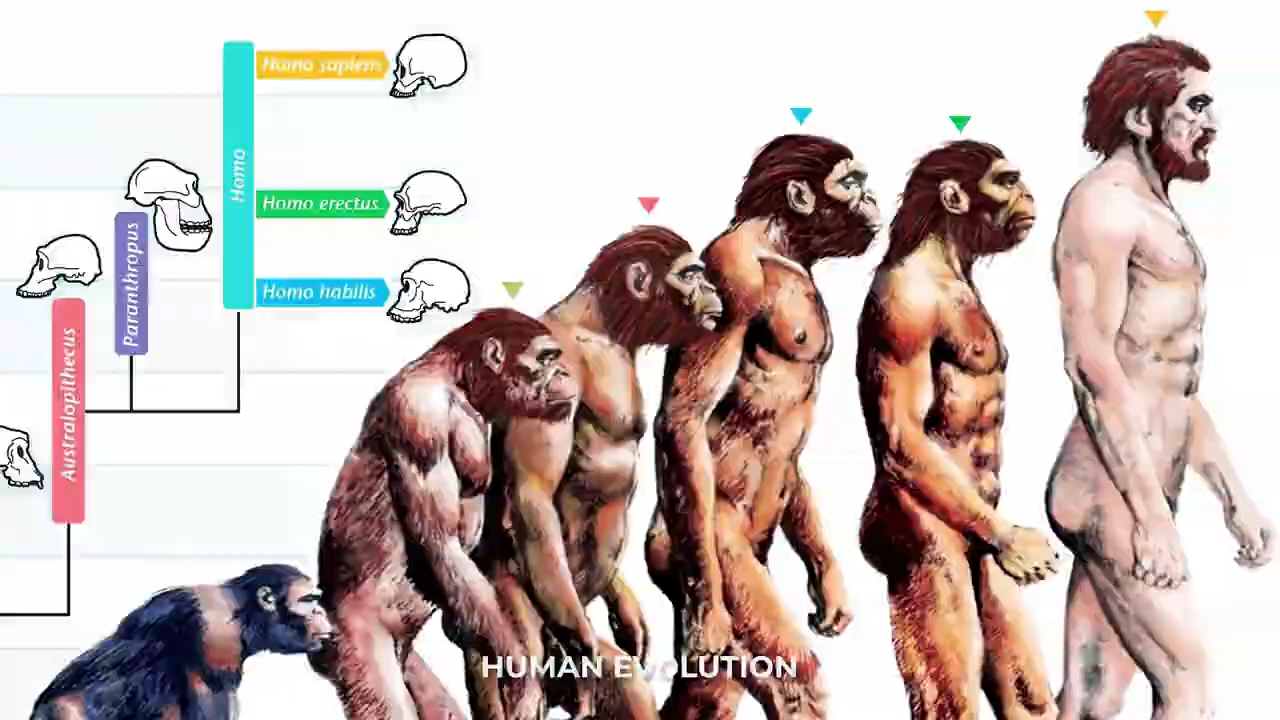 Homo sapiens
Homo
Homo erectus
Paranthropus
Homo habilis
Australopithecus
HUMAN EVOLUTION